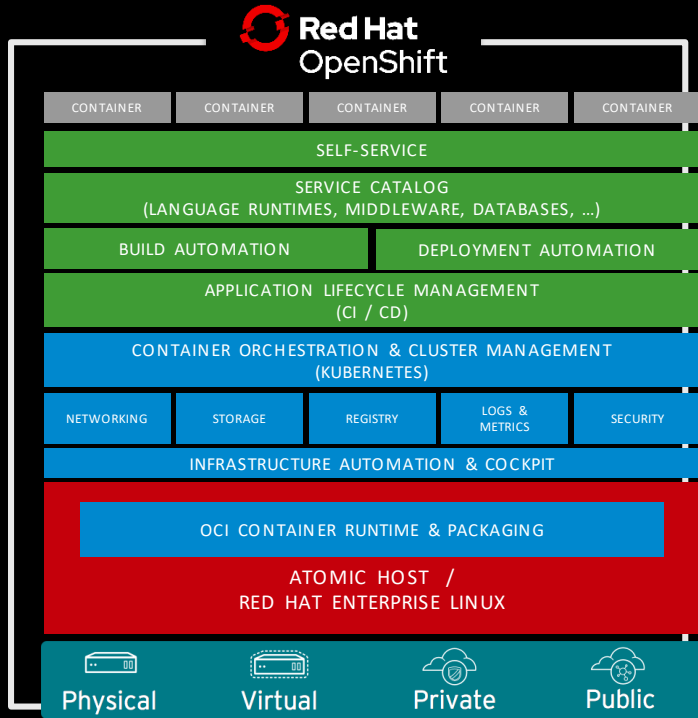 Red Hat
OpenShift
CONTAINER CONTAINER CONTAINER CONTAINER CONTAINER
SELF-SERVICE
SERVICE CATALOG
(LANGUAGE RUNTIMES, MIDDLEWARE, DATABASES, …)
BUILD AUTOMATION DEPLOYMENT AUTOMATION
APPLICATION LIFECYCLE MANAGEMENT
(CI / CD)
CONTAINER ORCHESTRATION & CLUSTER MANAGEMENT
(KUBERNETES)
NETWORKING
STORAGE
REGISTRY
LOGS &
METRICS
SECURITY
INFRASTRUCTURE AUTOMATION & COCKPIT
OCI CONTAINER RUNTIME & PACKAGING
ATOMIC HOST /
RED HAT ENTERPRISE LINUX
Physical Virtual Private Public